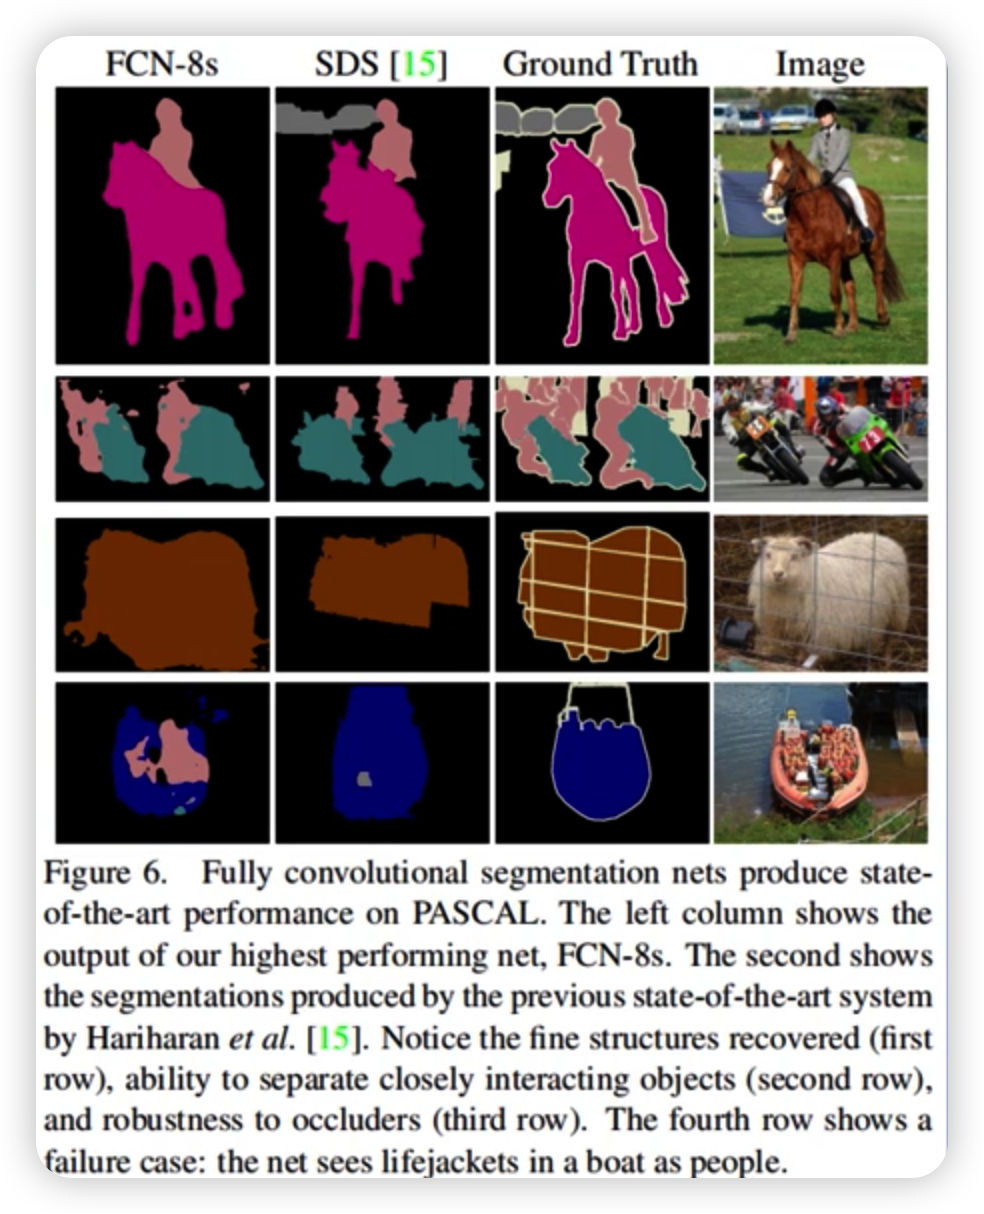 FCN-8s SDS [15] Ground Truth Image
Figure 6. Fully convolutional segmentation nets produce state-
of-the-art performance on PASCAL. The left column shows the
output of our highest performing net, FCN-8s. The second shows
the segmentations produced by the previous state-of-the-art system
by Hariharan et al. [15]. Notice the fine structures recovered (first
row), ability to separate closely interacting objects (second row),
and robustness to occluders (third row). The fourth row shows a
failure case: the net sees lifejackets in a boat as people.